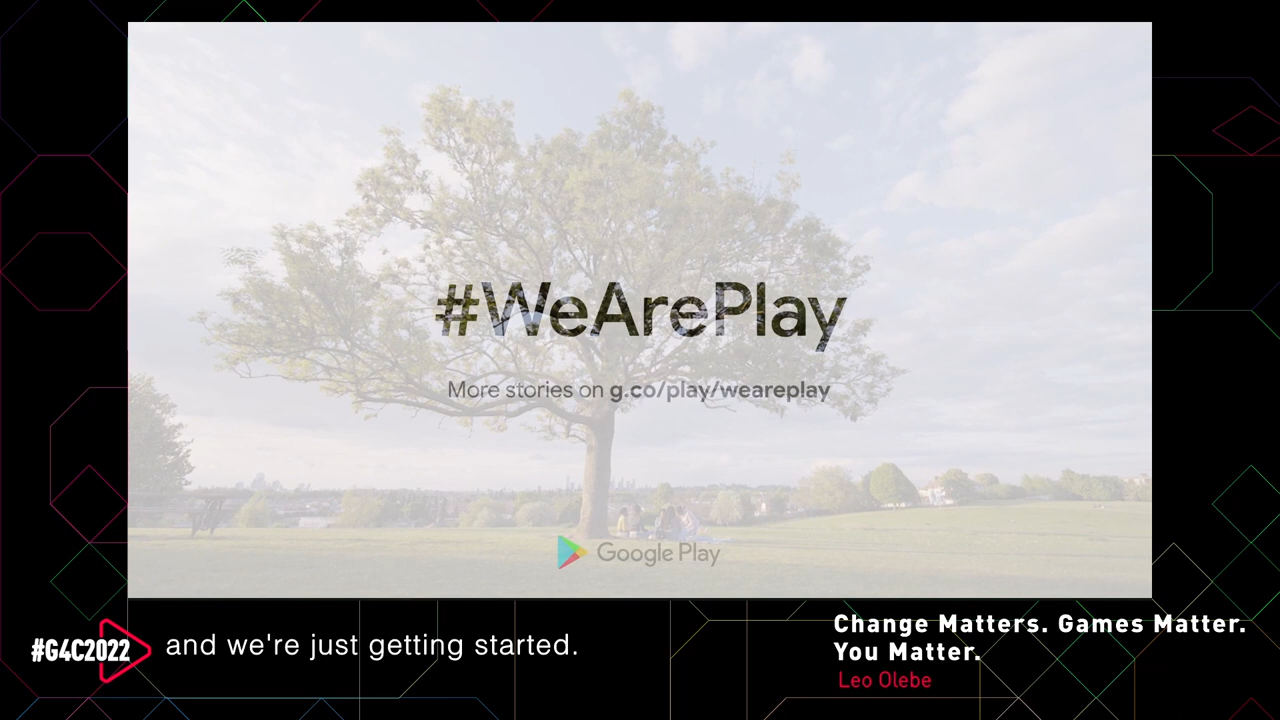 #WeArePlay
More stories on g.co/play/weareplay
Google Play
#G4C2022
and we're just getting started.
Change Matters. Games Matter.
You Matter.
Leo Olebe